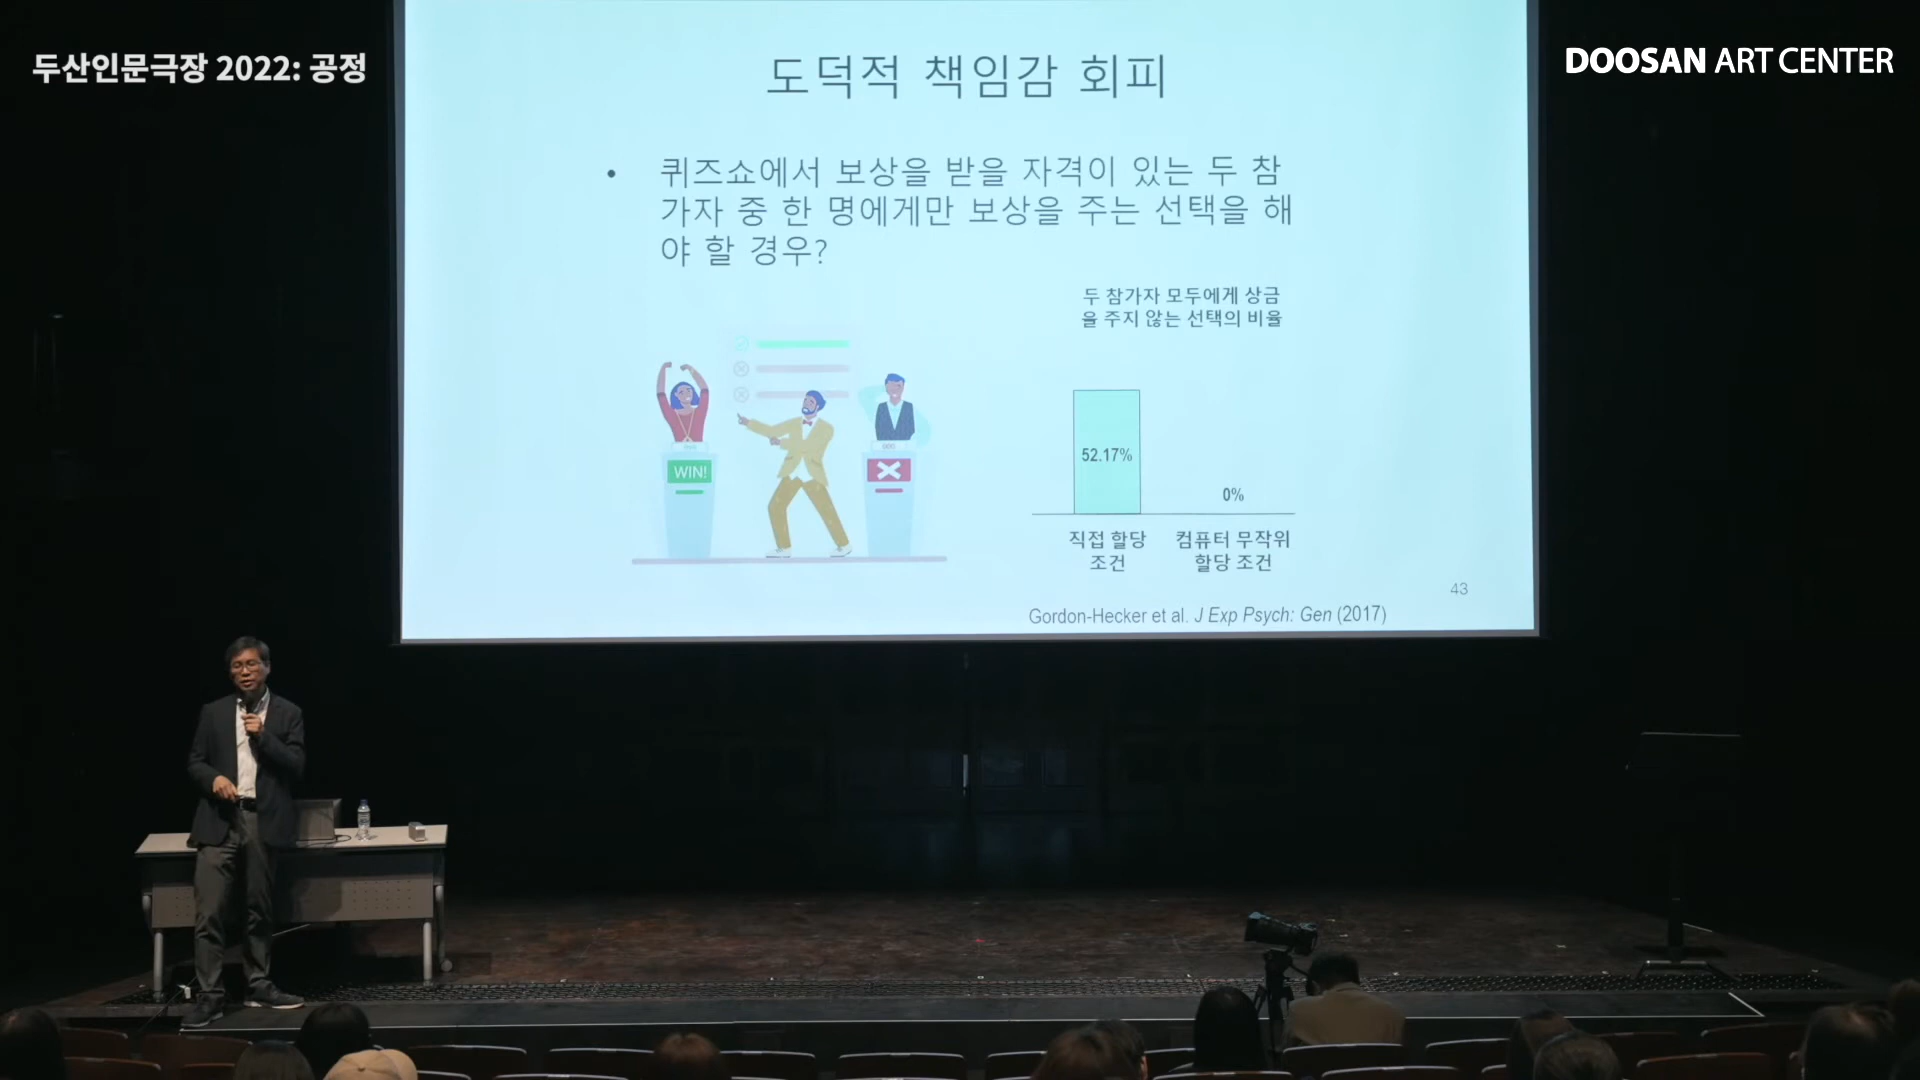 두산인문극장 2022: 공정
DOOSAN ART CENTER
도덕적 책임감 회피
• 퀴즈쇼에서 보상을 받을 자격이 있는 두 참
가자 중 한 명에게만 보상을 주는 선택을 해
야 할 경우?
두 참가자 모두에게 상금
을 주지 않는 선택의 비율
WIN!
52.17%
0%
직접 할당
조건
컴퓨터 무작위
할당 조건
43
Gordon-Hecker et al. J Exp Psych: Gen (2017)